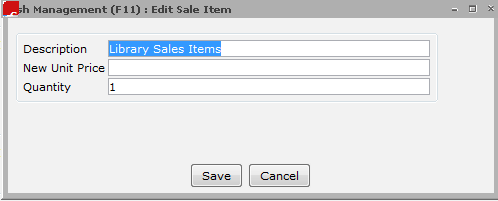 sh Management (F11) : Edit Sale Item
Description Library Sales Items
New Unit Price
Quantity 1
Save Cancel